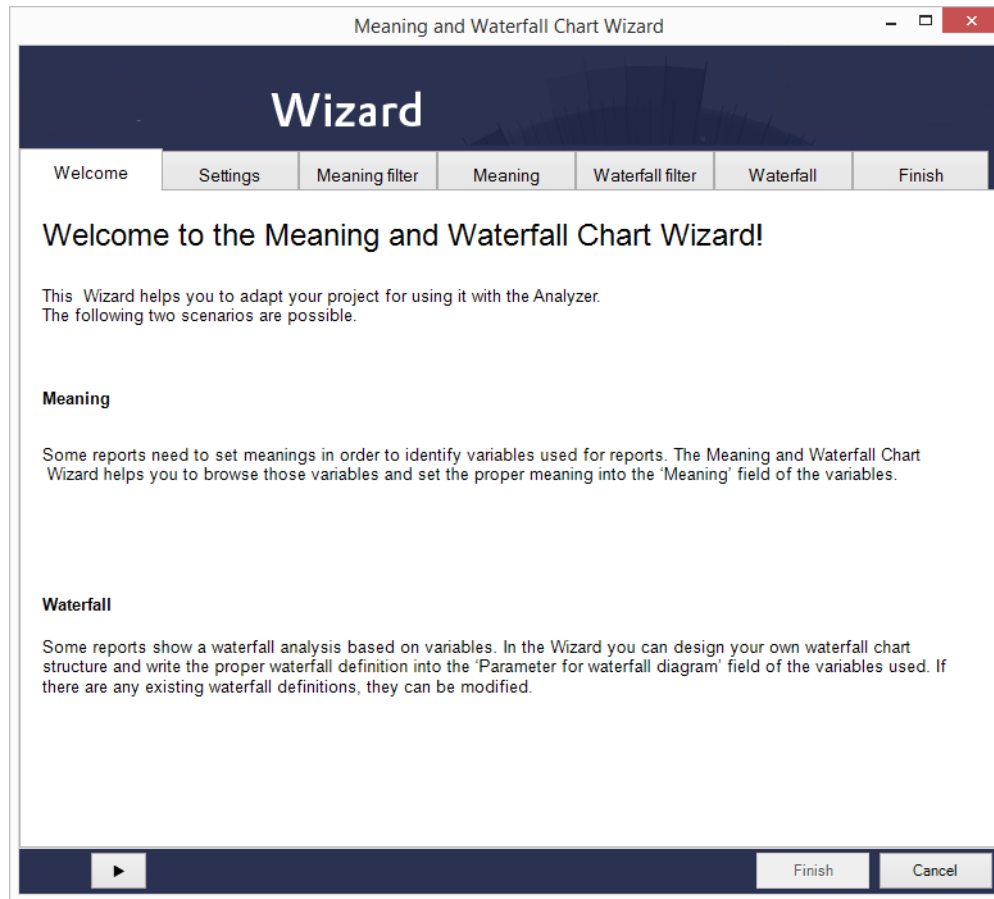 Meaning and Waterfall Chart Wizard
Wizard
Welcome
Settings
Meaning filter
Meaning
Waterfall filter
Waterfall
Finish
Welcome to the Meaning and Waterfall Chart Wizard!
This Wizard helps you to adapt your project for using it with the Analyzer.
The following two scenarios are possible.
Meaning
Some reports need to set meanings in order to identify variables used for reports. The Meaning and Waterfall Chart
Wizard helps you to browse those variables and set the proper meaning into the ‘Meaning’ field of the variables.
Waterfall
Some reports show a waterfall analysis based on variables. In the Wizard you can design your own waterfall chart
structure and write the proper waterfall definition into the ‘Parameter for waterfall diagram’ field of the variables used. If
there are any existing waterfall definitions, they can be modified.
Finish
Cancel